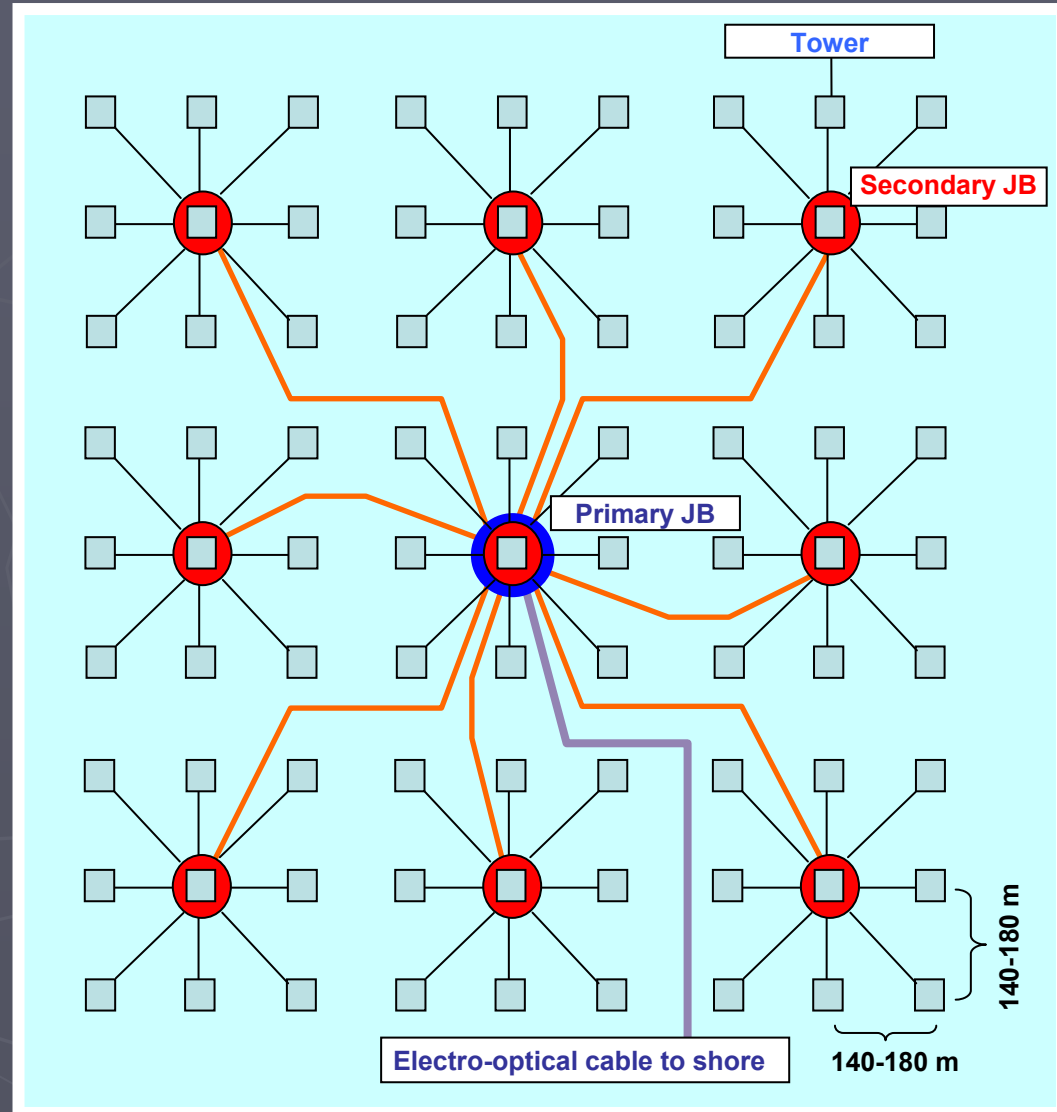 Tower
Secondary JB
Primary JB
140-180 m
Electro-optical cable to shore
140-180 m